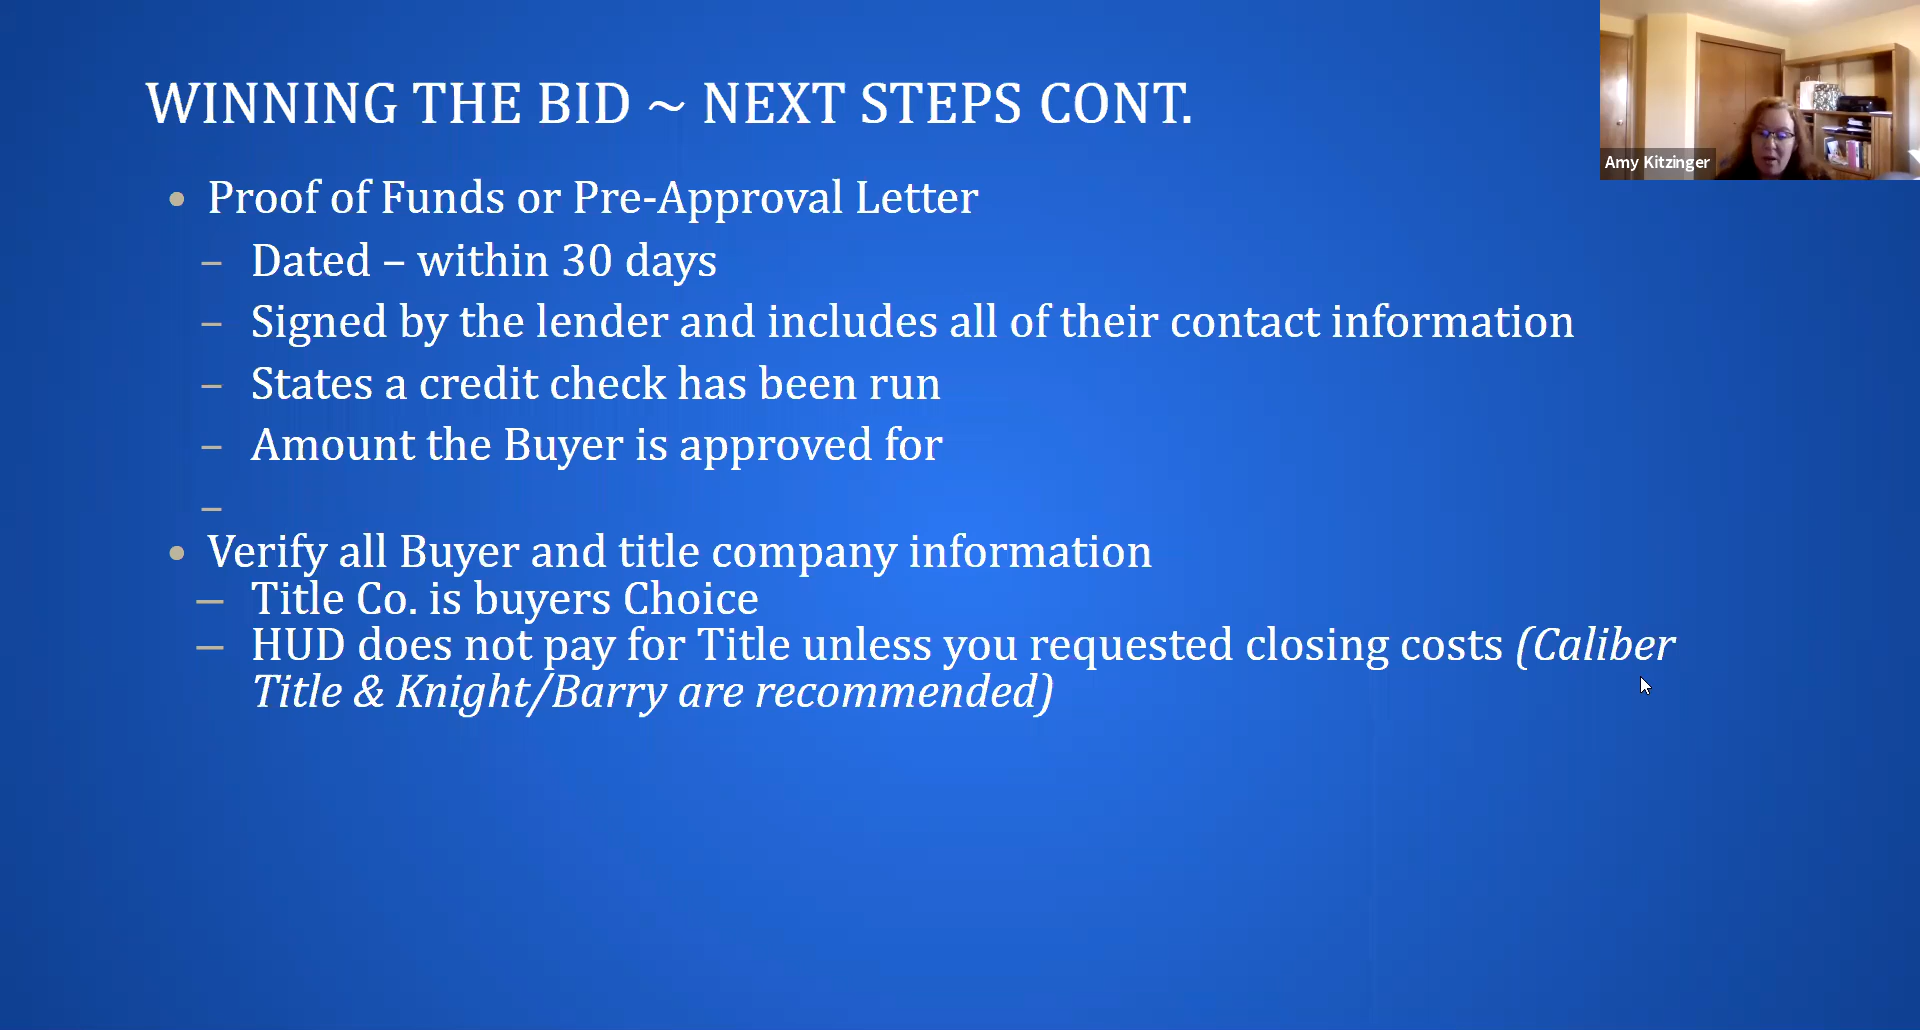 WINNING THE BID ~ NEXT STEPS CONT.
Amy Kitzinger
• Proof of Funds or Pre-Approval Letter
– Dated – within 30 days
– Signed by the lender and includes all of their contact information
– States a credit check has been run
– Amount the Buyer is approved for
–
• Verify all Buyer and title company information
– Title Co. is buyers Choice
– HUD does not pay for Title unless you requested closing costs (Caliber
Title & Knight/Barry are recommended)